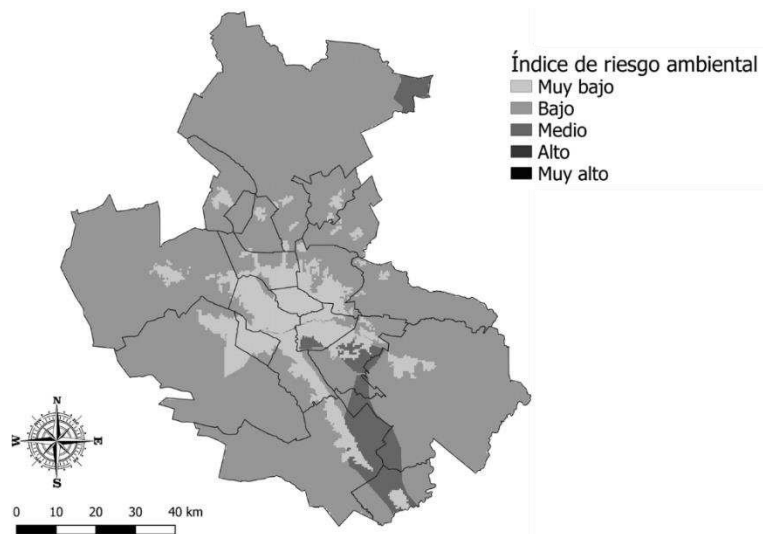 Índice de riesgo ambiental
Muy bajo
Bajo
Medio
Alto
Muy alto
N
W
E
S
0 10 20 30 40 km